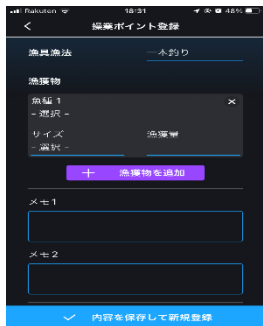 Rakuten 18:31 48%
操業ポイント登録
漁具漁法 一本釣り
漁獲物
魚種 1
- 選択 -
サイズ 漁獲量
- 選択 -
漁獲物を追加
メモ1
メモ2
内容を保存して新規登録